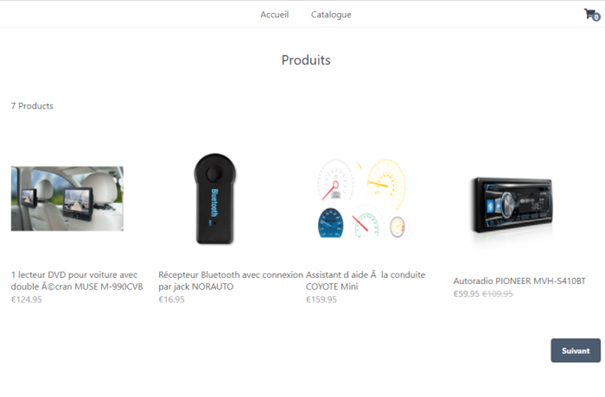 Accueil Catalogue 0
Produits
7 Products
Bluetooth
1 lecteur DVD pour voiture avec
double Ã©cran MUSE M-990CVB
€124.95
Récepteur Bluetooth avec connexion
par jack NORAUTO
€16.95
Assistant d aide Ã la conduite
COYOTE Mini
€159.95
Autoradio PIONEER MVH-S410BT
€59.95 €109.95
Suivant